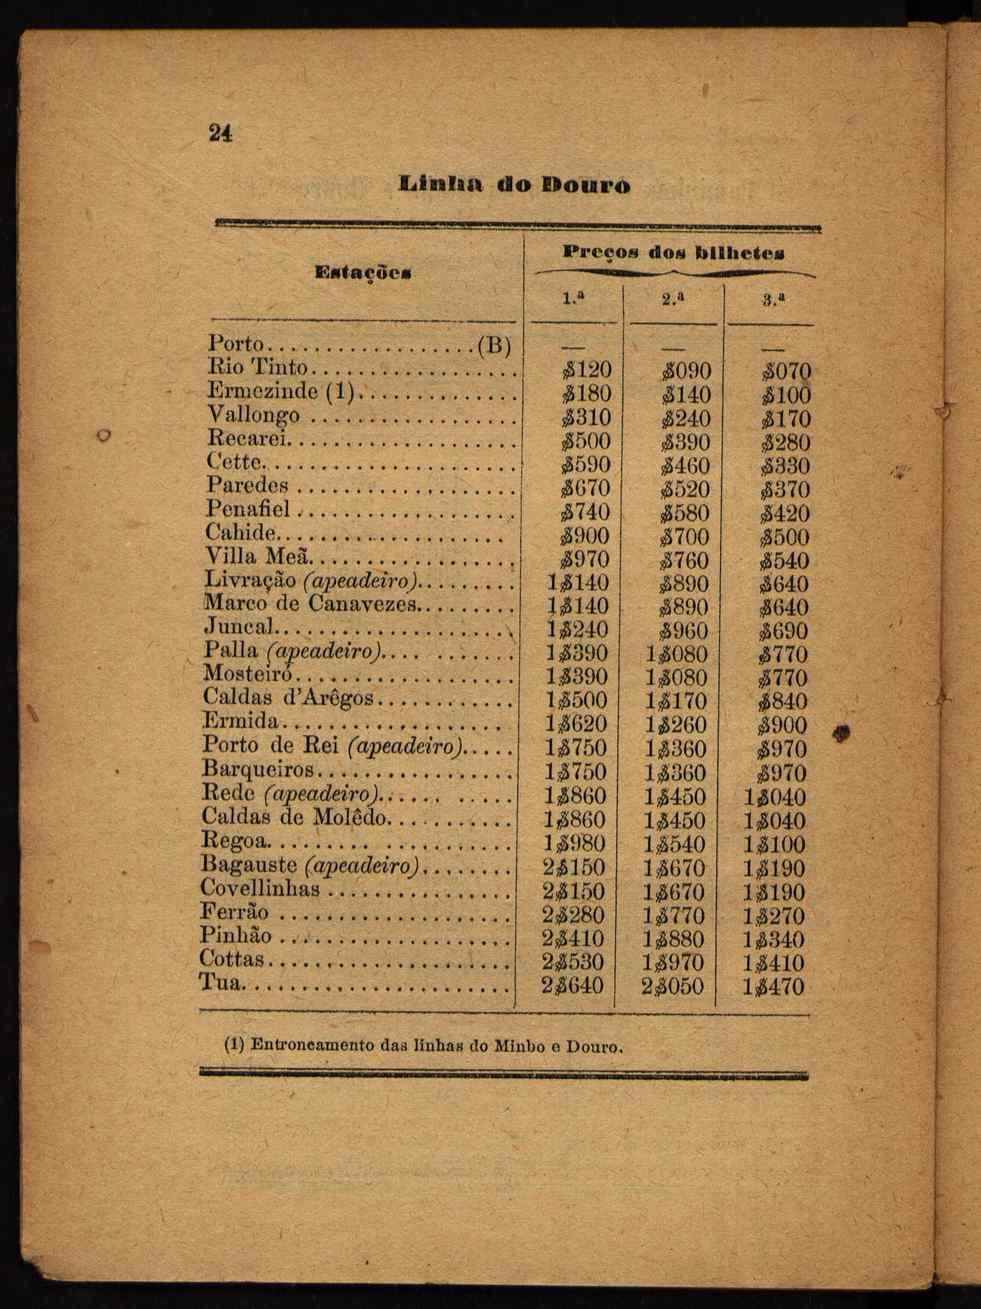 24
Linha do Douro
Estações
Preços dos bilhetes
1.ª 2.ª 3.ª
Porto..................(B) — — —
Rio Tinto.................. $120 $090 $070
Ermezinde (1).............. $180 $140 $100
Vallongo .................. $310 $240 $170
Recarei.................... $500 $390 $280
Cette...................... $590 $460 $330
Paredes ................... $670 $520 $370
Penafiel................... $740 $580 $420
Cahide.................... $900 $700 $500
Villa Meã.................. $970 $760 $540
Livração (apeadeiro)......... 1$140 $890 $640
Marco de Canavezes......... 1$140 $890 $640
Juncal..................... 1$240 $960 $690
Palla (apeadeiro).... ....... 1$390 1$080 $770
Mosteirô................... 1$390 1$080 $770
Caldas d'Arêgos............ 1$500 1$170 $840
Ermida................... 1$620 1$260 $900
Porto de Rei (apeadeiro)..... 1$750 1$360 $970
Barqueiros................. 1$750 1$360 $970
Rede (apeadeiro)...... ..... 1$860 1$450 1$040
Caldas de Molêdo........... 1$860 1$450 1$040
Regoa......... ........... 1$980 1$540 1$100
Bagauste (apeadeiro)........ 2$150 1$670 1$190
Covellinhas ................ 2$150 1$670 1$190
Ferrão .................... 2$280 1$770 1$270
Pinhão .................... 2$410 1$880 1$340
Cottas..................... 2$530 1$970 1$410
Tua....................... 2$640 2$050 1$470
(1) Entroncamento das linhas do Minho e Douro.